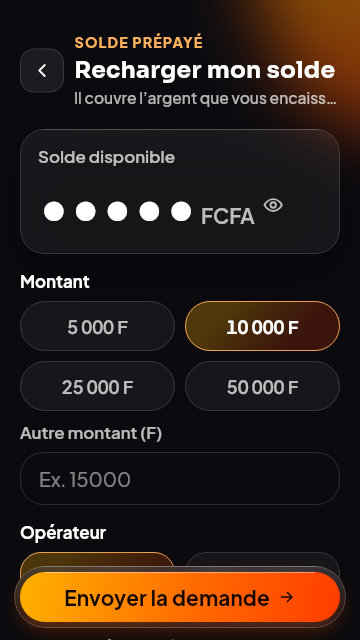 SOLDE PRÉPAYÉ
Recharger mon solde
Il couvre l'argent que vous encaiss…
Solde disponible
●●●●● FCFA
Montant
5 000 F
10 000 F
25 000 F
50 000 F
Autre montant (F)
Ex. 15000
Opérateur
Envoyer la demande →